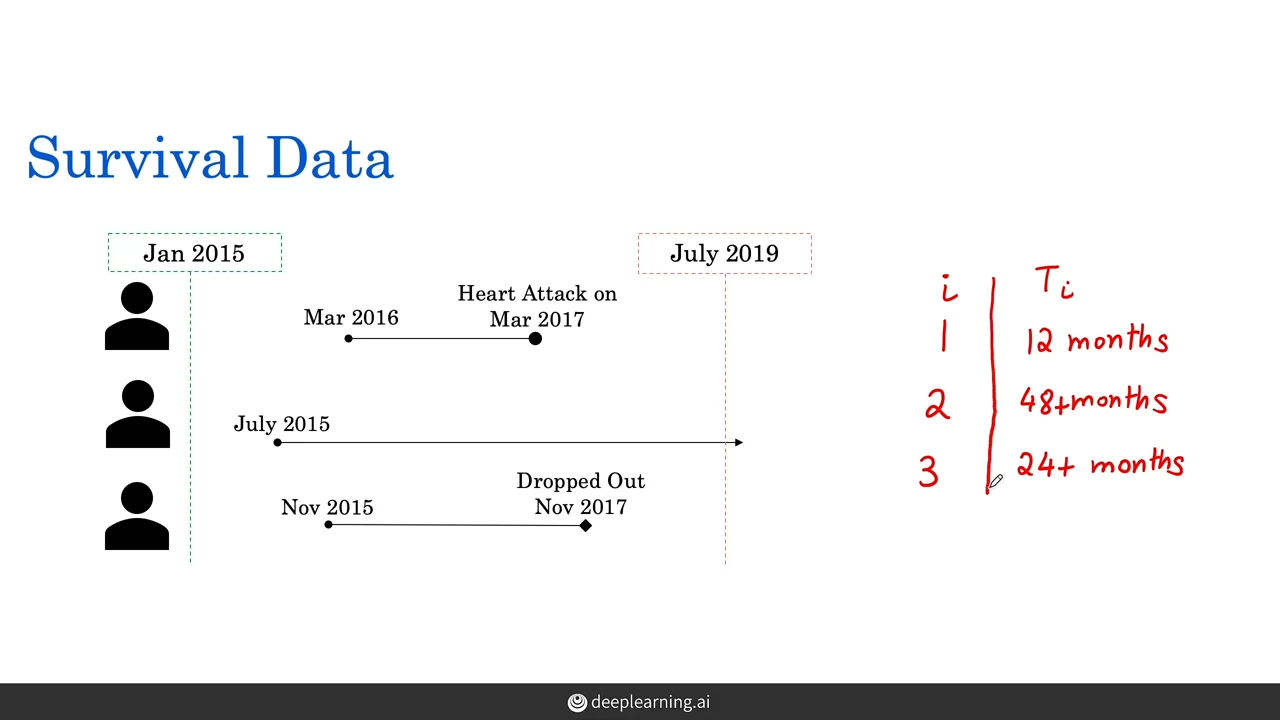 Survival Data
Jan 2015
July 2019
Mar 2016
Heart Attack on
Mar 2017
July 2015
Nov 2015
Dropped Out
Nov 2017
i Ti
1 12 months
2 48+months
3 24+ months
deeplearning.ai